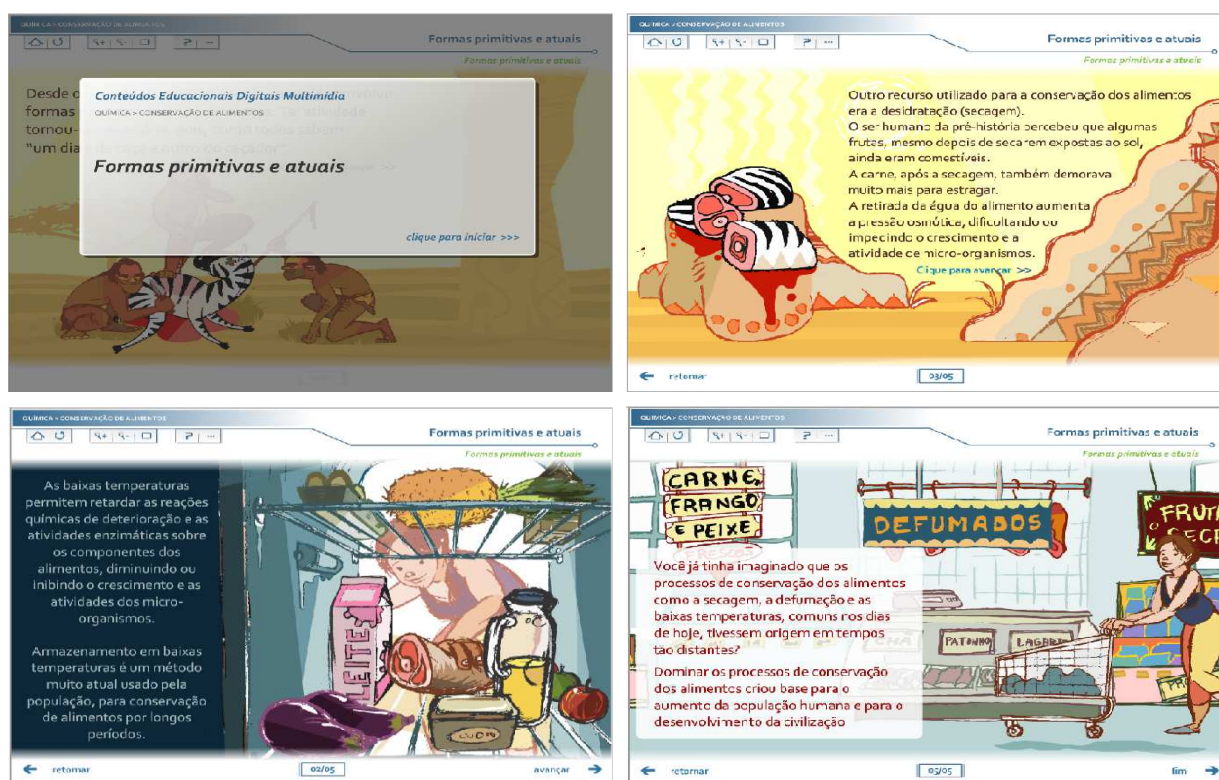 QUÍMICA > CONSERVAÇÃO DE ALIMENTOS
Formas primitivas e atuais
Formas primitivas e atuais
Desde o
formas
tornou-
"um dia
Conteúdos Educacionais Digitais Multimídia
QUÍMICA > CONSERVAÇÃO DE ALIMENTOS
Formas primitivas e atuais
clique para iniciar >>>
QUÍMICA > CONSERVAÇÃO DE ALIMENTOS
Formas primitivas e atuais
Formas primitivas e atuais
Outro recurso utilizado para a conservação dos alimentos
era a desidratação (secagem).
O ser humano da pré-história percebeu que algumas
frutas, mesmo depois de secarem expostas ao sol,
ainda eram comestíveis.
A carne, após a secagem, também demorava
muito mais para estragar.
A retirada da água do alimento aumenta
a pressão osmótica, dificultando ou
impedindo o crescimento e a
atividade de micro-organismos.
Clique para avançar >>
retornar
03/05
QUÍMICA > CONSERVAÇÃO DE ALIMENTOS
Formas primitivas e atuais
Formas primitivas e atuais
As baixas temperaturas
permitem retardar as reações
químicas de deterioração e as
atividades enzimáticas sobre
os componentes dos
alimentos, diminuindo ou
inibindo o crescimento e as
atividades dos micro-
organismos.
Armazenamento em baixas
temperaturas é um método
muito atual usado pela
população, para conservação
de alimentos por longos
períodos.
LEITE
retornar
02/05
avançar
QUÍMICA > CONSERVAÇÃO DE ALIMENTOS
Formas primitivas e atuais
Formas primitivas e atuais
CARNE,
FRANGO
E PEIXE
DEFUMADOS
Você já tinha imaginado que os
processos de conservação dos alimentos
como a secagem, a defumação e as
baixas temperaturas, comuns nos dias
de hoje, tivessem origem em tempos
tão distantes?
Dominar os processos de conservação
dos alimentos criou base para o
aumento da população humana e para o
desenvolvimento da civilização
PATINHO
retornar
05/05
fim